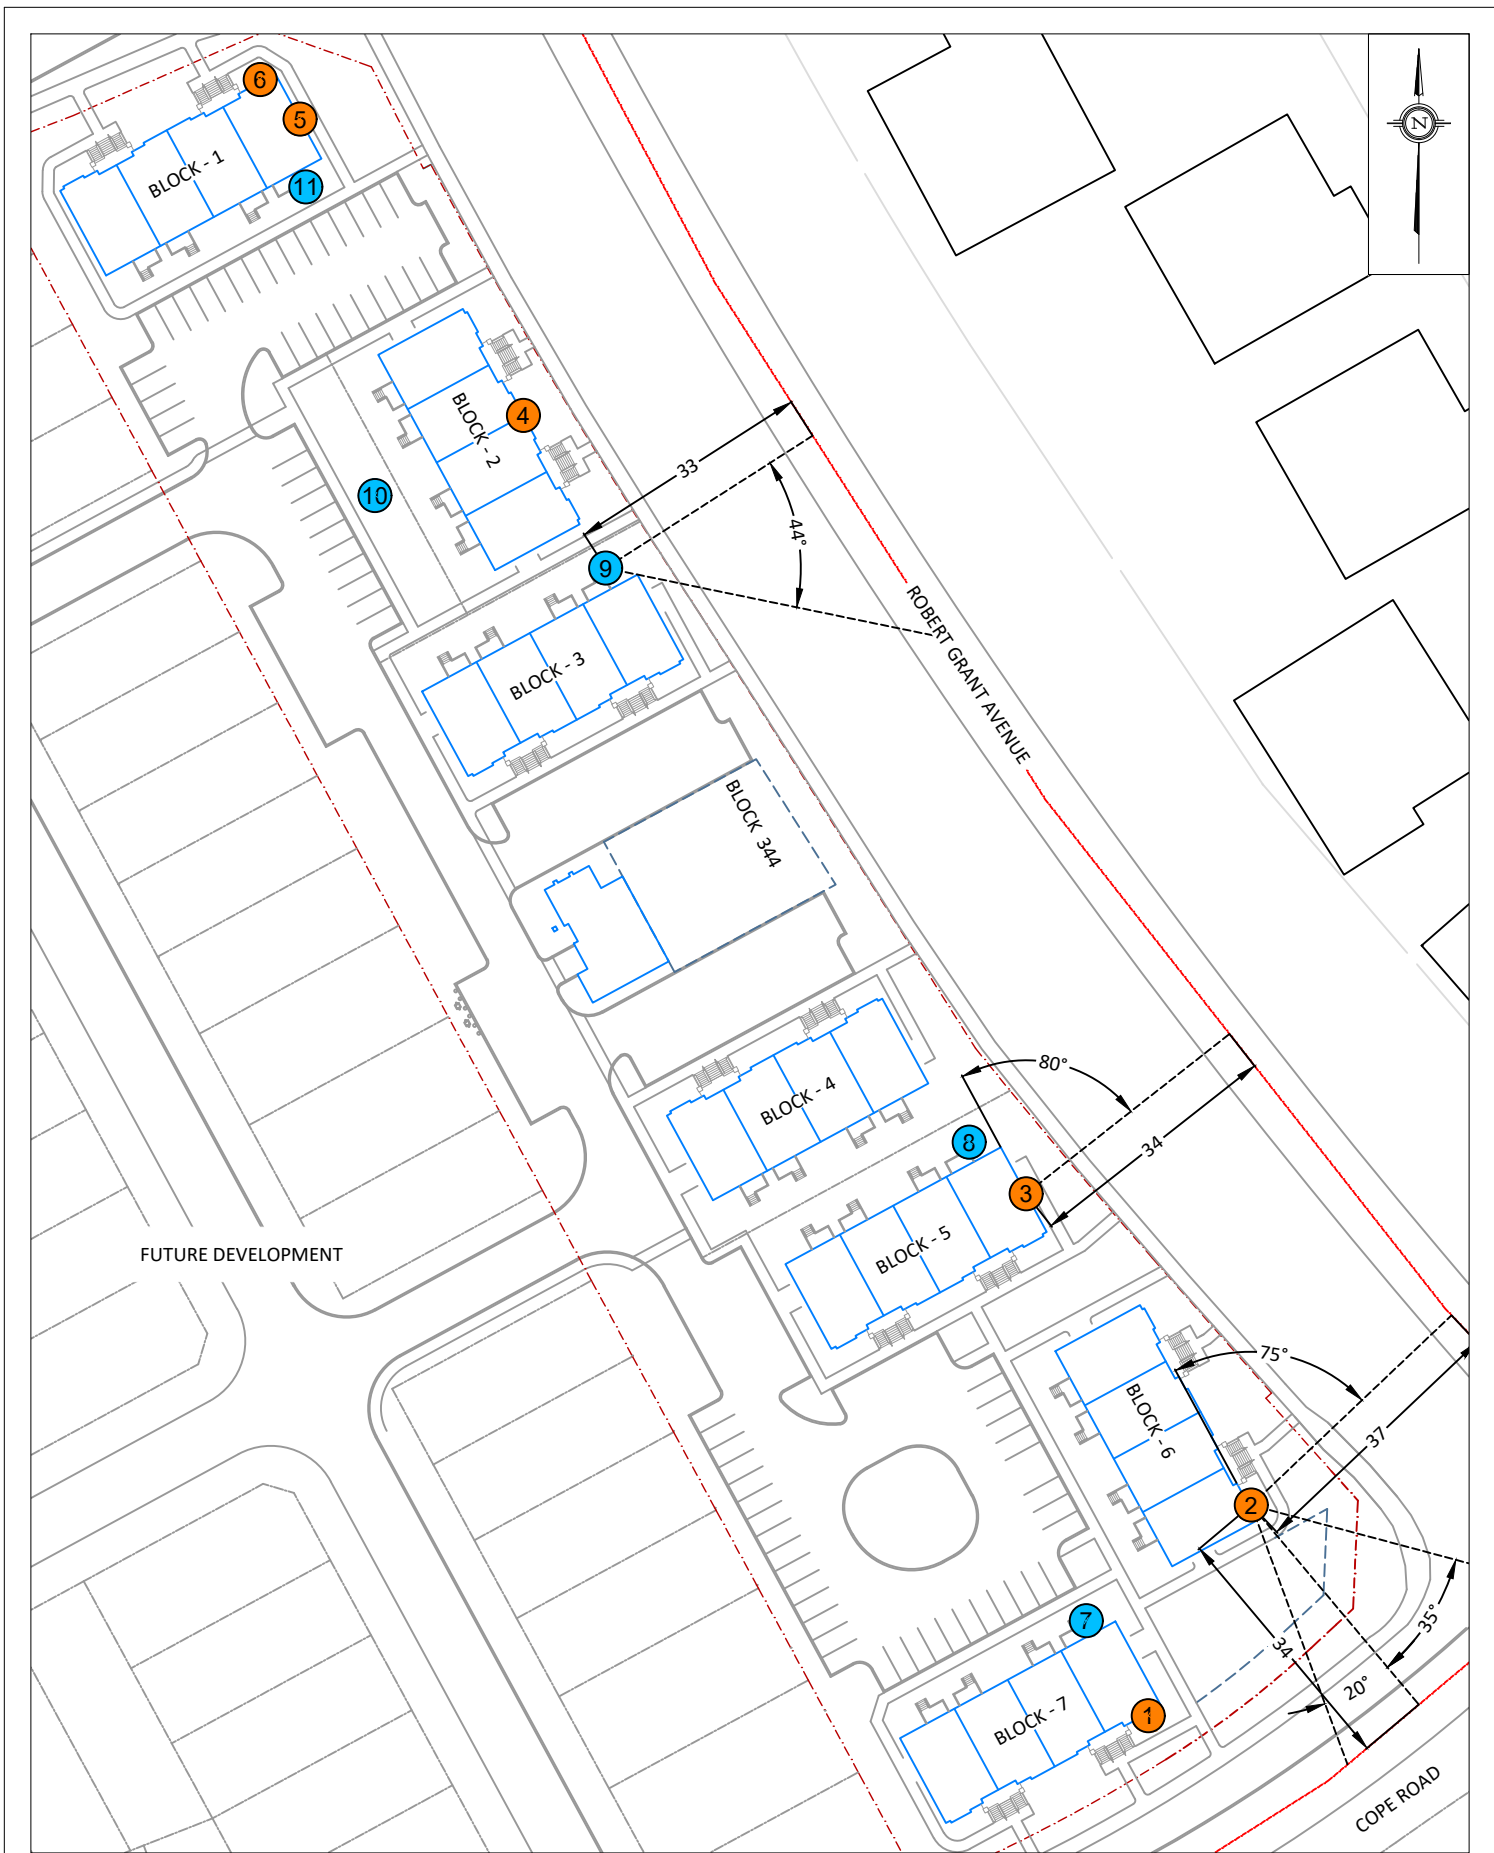 6
5
N
BLOCK - 1
11
4
BLOCK - 2
33
10
44°
9
ROBERT GRANT AVENUE
BLOCK - 3
BLOCK 344
80°
BLOCK - 4
8
34
3
BLOCK - 5
FUTURE DEVELOPMENT
75°
BLOCK - 6
37
2
7
35°
34
20°
BLOCK - 7
1
COPE ROAD